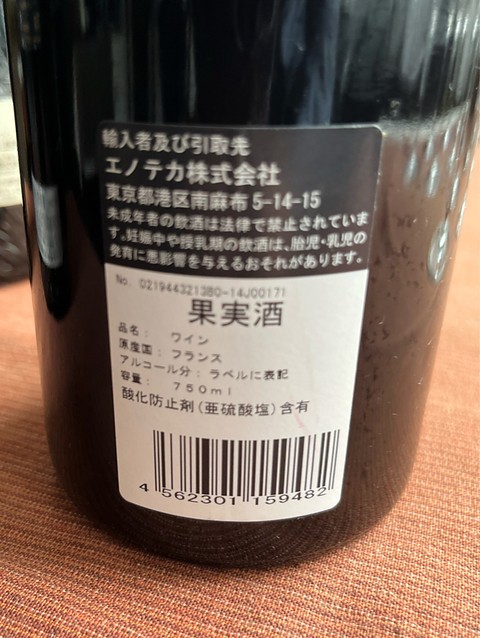 輸入者及び引取先
エノテカ株式会社
東京都港区南麻布 5-14-15
未成年者の飲酒は法律で禁止されていま
す。妊娠中や授乳期の飲酒は、胎児・乳児の
発育に悪影響を与えるおそれがあります。
No. 0219443213B0-14J00171
果実酒
品名： ワイン
原産国： フランス
アルコール分： ラベルに表記
容量： 750ml
酸化防止剤(亜硫酸塩)含有
4 562301 159482